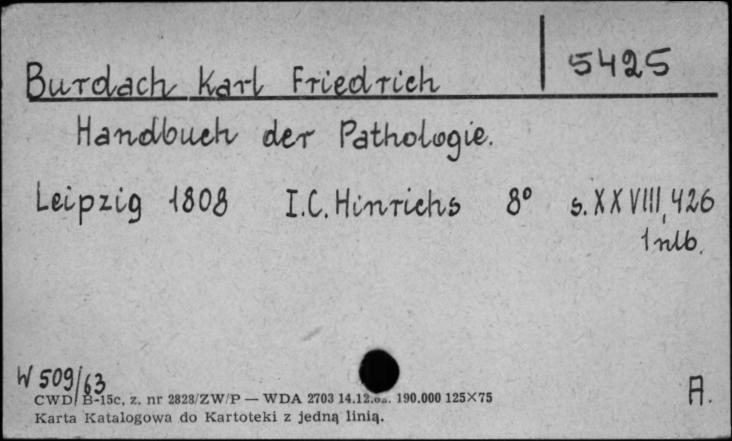 5425
Burdach Karl Friedrich
Handbuch der Pathologie.
Leipzig 1808 I.C. Hinrichs 8° s. XXVIII, 426
1 nlb.
W 509/63
CWD B-15c, z. nr 2828/ZW/P — WDA 2703 14.12. 190.000 125×75
Karta Katalogowa do Kartoteki z jedną linią.
A.